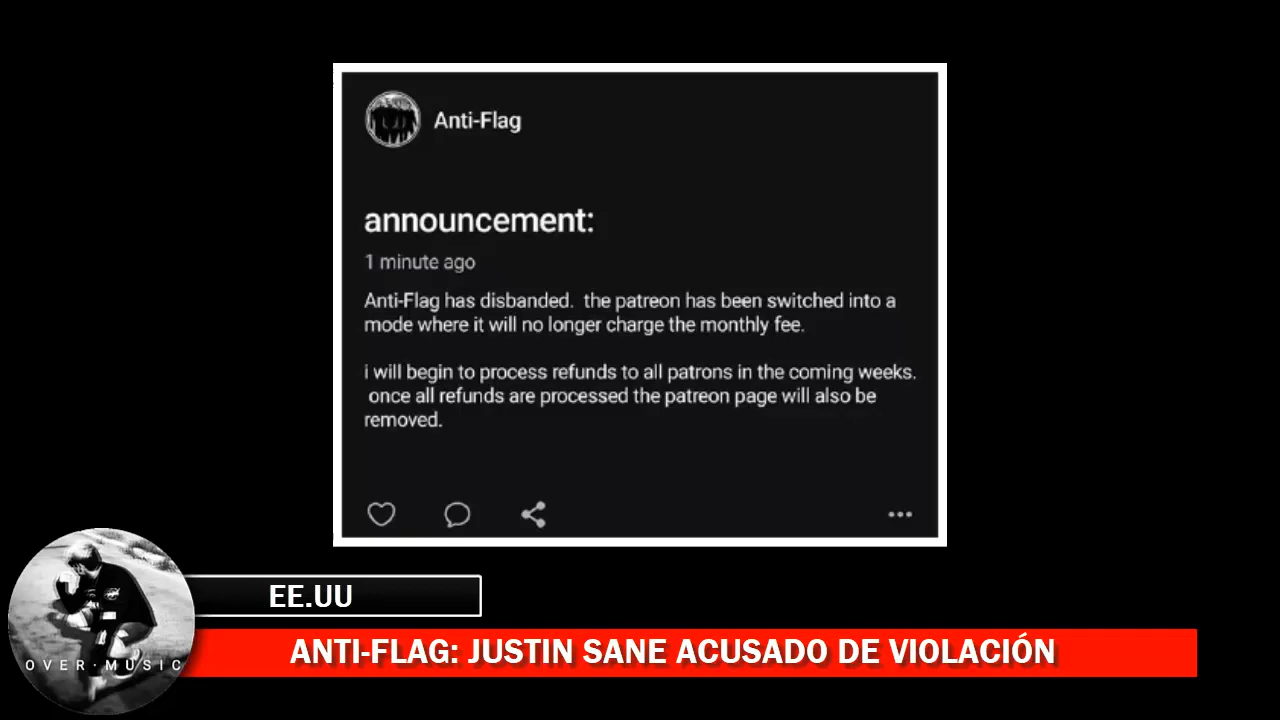 Anti-Flag
announcement:
1 minute ago
Anti-Flag has disbanded.  the patreon has been switched into a
mode where it will no longer charge the monthly fee.
i will begin to process refunds to all patrons in the coming weeks.
once all refunds are processed the patreon page will also be
removed.
EE.UU
ANTI-FLAG: JUSTIN SANE ACUSADO DE VIOLACIÓN
OVER·MUSIC